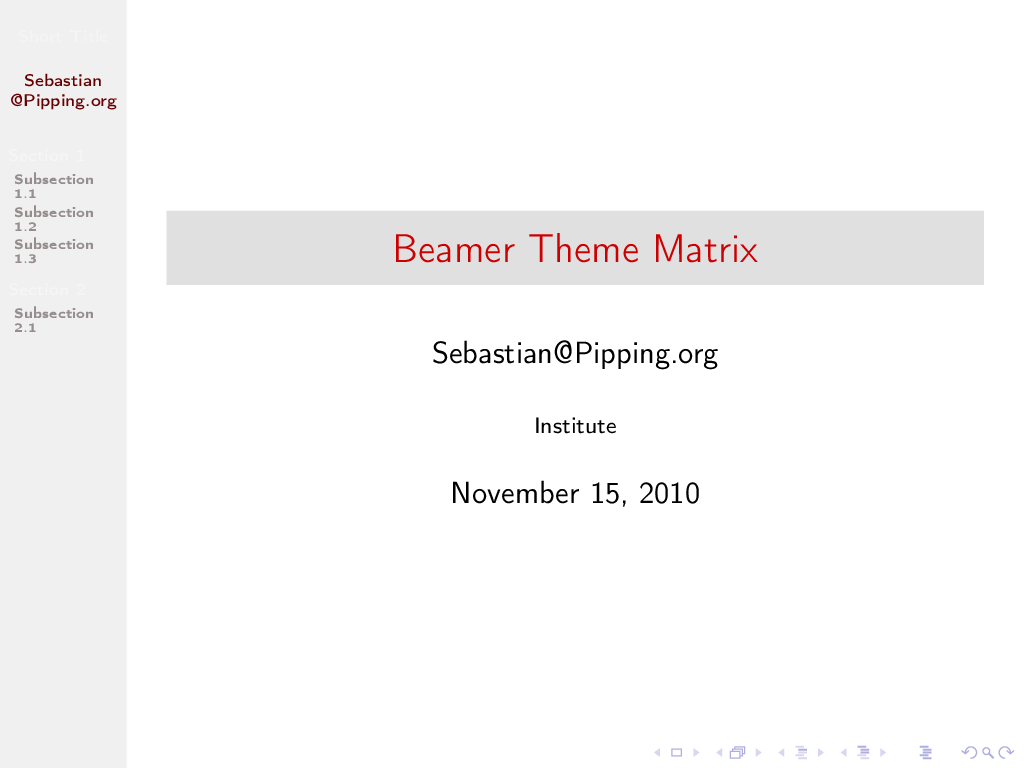 Short Title
Sebastian
@Pipping.org
Section 1
Subsection
1.1
Subsection
1.2
Subsection
1.3
Section 2
Subsection
2.1
Beamer Theme Matrix
Sebastian@Pipping.org
Institute
November 15, 2010